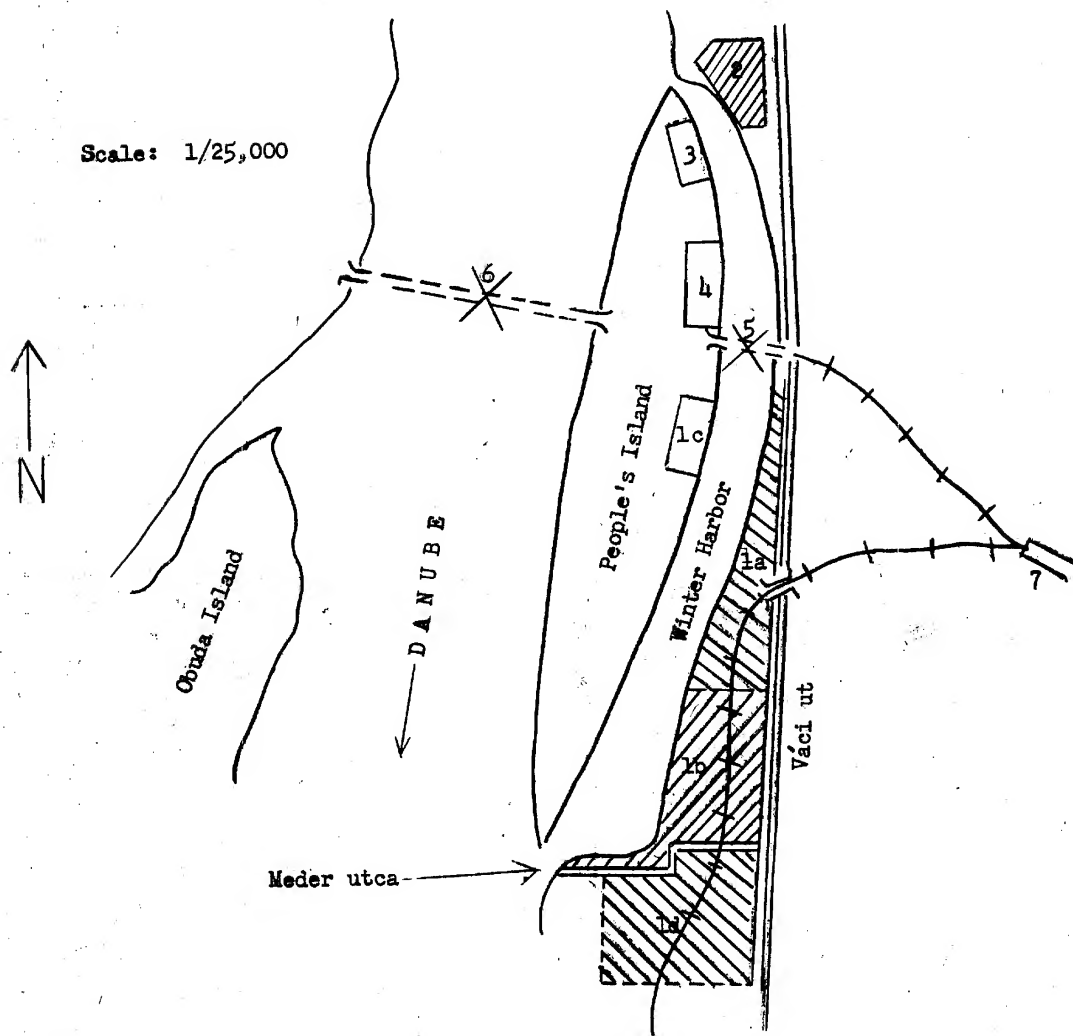 2
Scale: 1/25,000
3
6
4
5
N
1c
People's Island
Winter Harbor
1a
7
Obuda Island
DANUBE
Váci ut
1b
Meder utca
1d